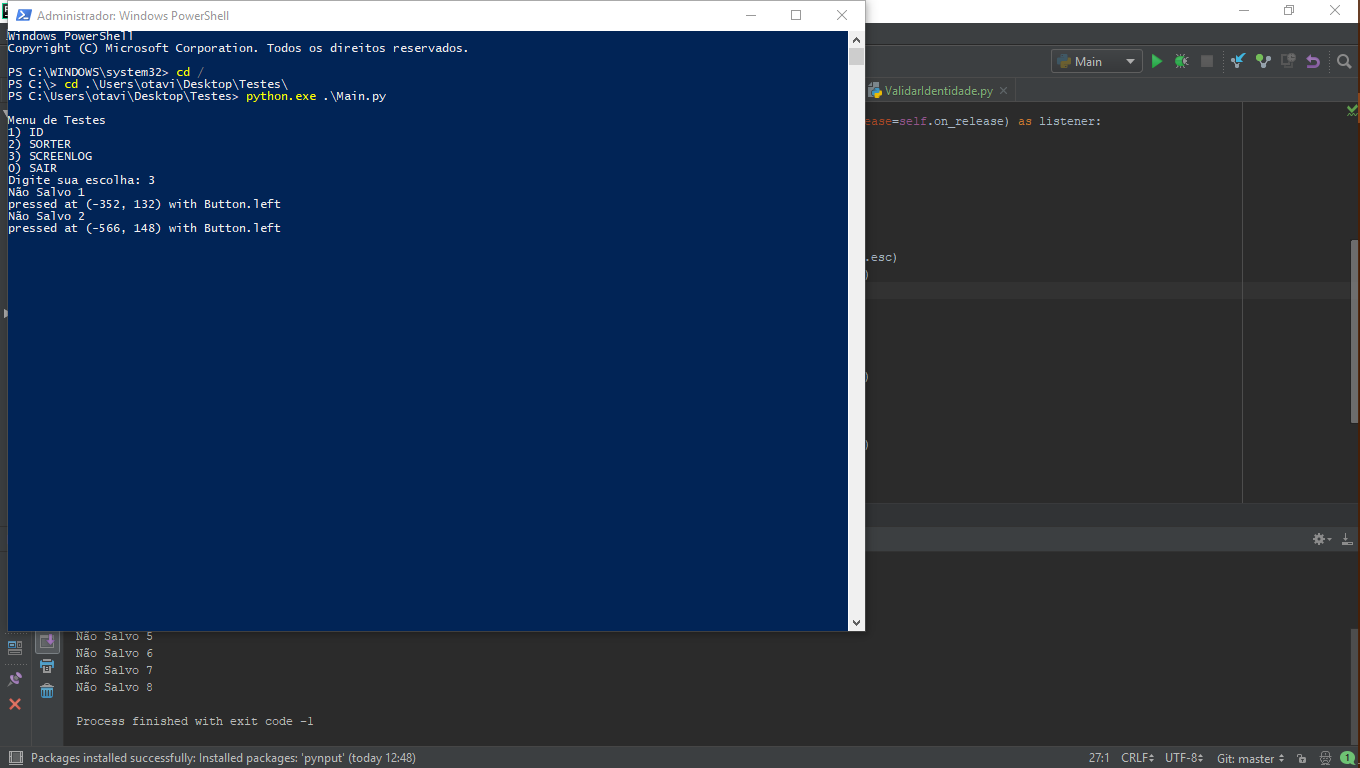 Administrador: Windows PowerShell
Windows PowerShell
Copyright (C) Microsoft Corporation. Todos os direitos reservados.
PS C:\WINDOWS\system32> cd /
PS C:\> cd .\Users\otavi\Desktop\Testes\
PS C:\Users\otavi\Desktop\Testes> python.exe .\Main.py
Menu de Testes
1) ID
2) SORTER
3) SCREENLOG
0) SAIR
Digite sua escolha: 3
Não Salvo 1
pressed at (-352, 132) with Button.left
Não Salvo 2
pressed at (-566, 148) with Button.left
Main
ValidarIdentidade.py
ease=self.on_release) as listener:
.esc)
)
)
)
Não Salvo 5
Não Salvo 6
Não Salvo 7
Não Salvo 8
Process finished with exit code -1
Packages installed successfully: Installed packages: 'pynput' (today 12:48)
27:1 CRLF UTF-8 Git: master 1